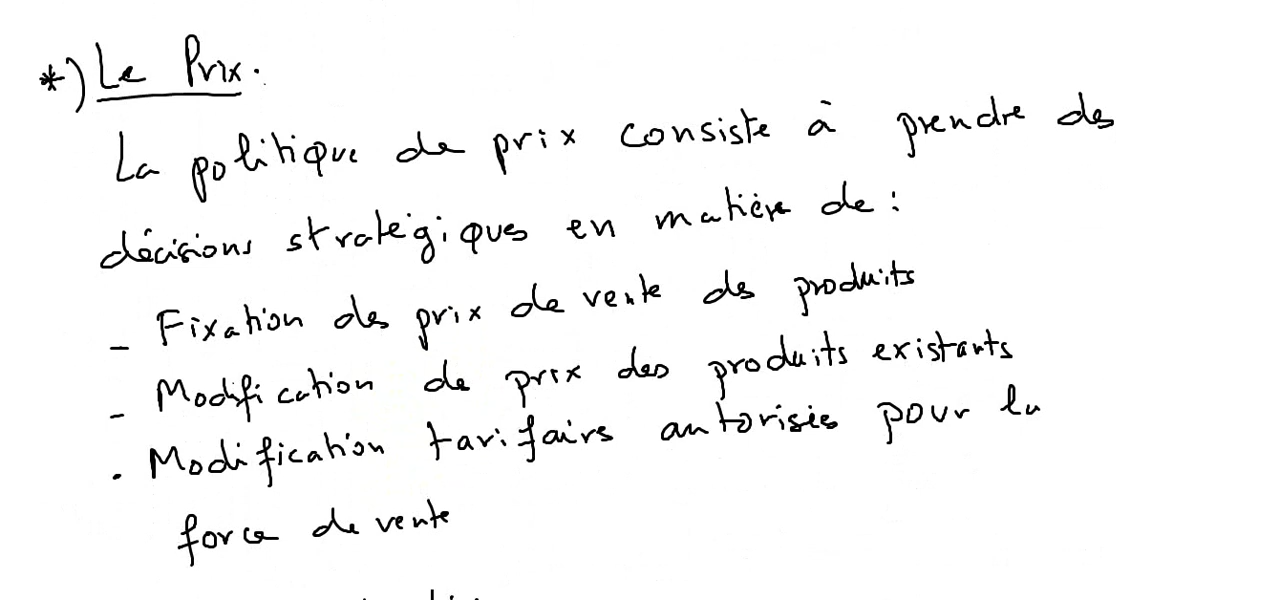 *) Le Prix.
La politique de prix consiste à prendre des
décisions stratégiques en matière de :
- Fixation des prix de vente des produits
- Modification de prix des produits existants
. Modification tarifairs autorisés pour la
force de vente